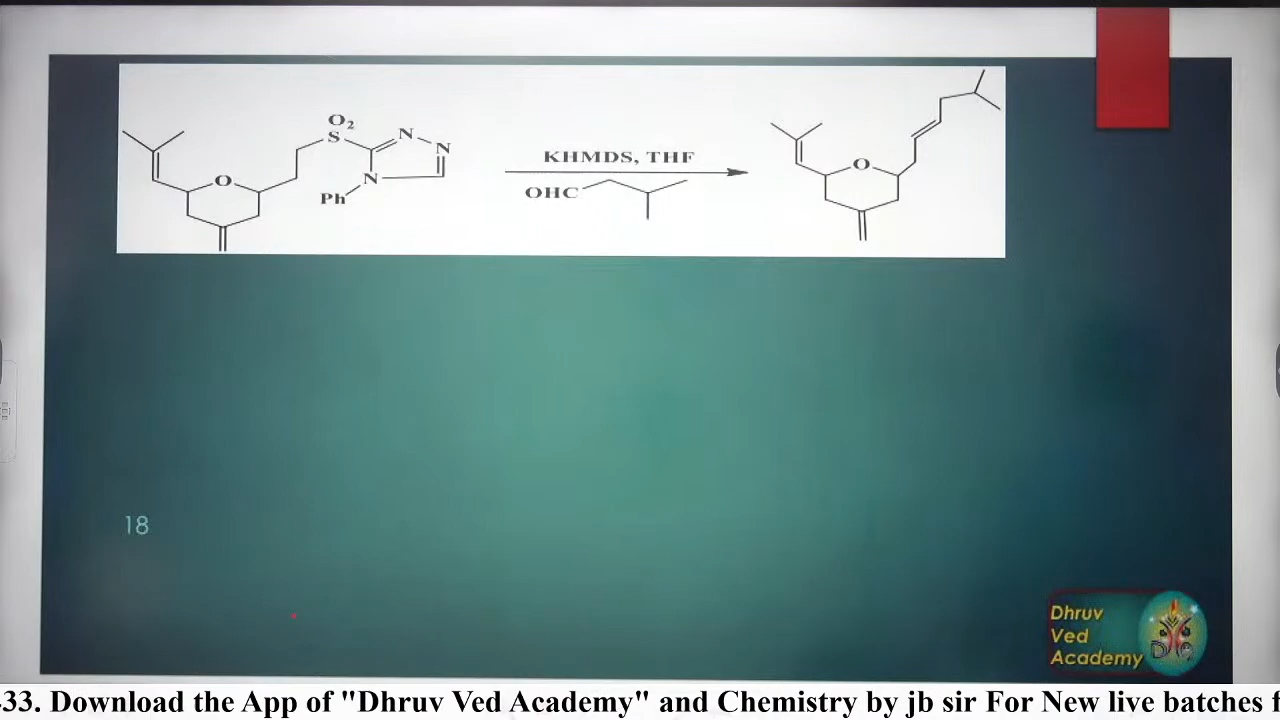 O₂
S
N
N
N
Ph
O
KHMDS, THF
OHC
O
18
Dhruv
Ved
Academy
33. Download the App of "Dhruv Ved Academy" and Chemistry by jb sir For New live batches f